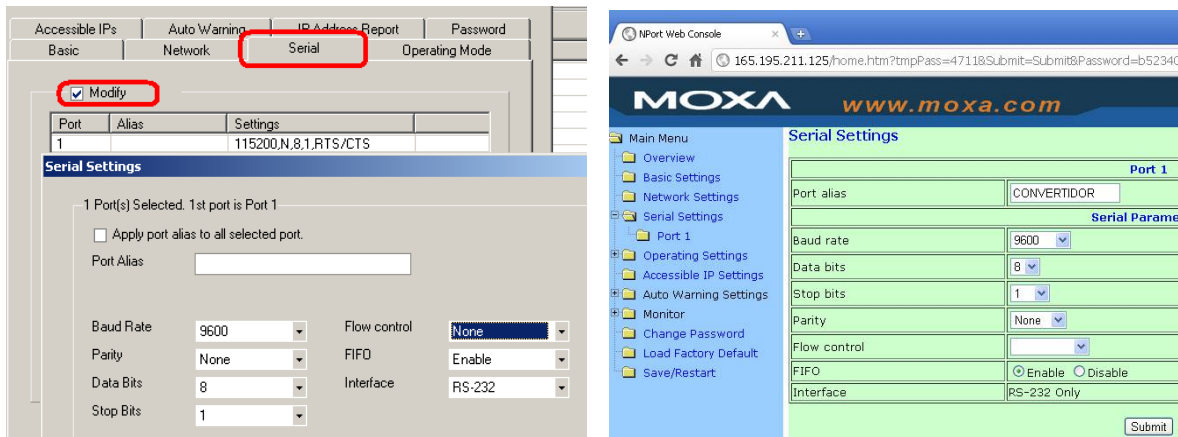 Accessible IPs Auto Warning IP Address Report Password
Basic Network Serial Operating Mode
Modify
Port Alias Settings
1 115200,N,8,1,RTS/CTS
Serial Settings
1 Port(s) Selected. 1st port is Port 1
Apply port alias to all selected port.
Port Alias
Baud Rate 9600 Flow control None
Parity None FIFO Enable
Data Bits 8 Interface RS-232
Stop Bits 1
NPort Web Console
165.195.211.125/home.htm?tmpPass=4711&Submit=Submit&Password=b52340
MOXA www.moxa.com
Main Menu
Overview
Basic Settings
Network Settings
Serial Settings
Port 1
Operating Settings
Accessible IP Settings
Auto Warning Settings
Monitor
Change Password
Load Factory Default
Save/Restart
Serial Settings
Port 1
Port alias CONVERTIDOR
Serial Parame
Baud rate 9600
Data bits 8
Stop bits 1
Parity None
Flow control
FIFO Enable Disable
Interface RS-232 Only
Submit